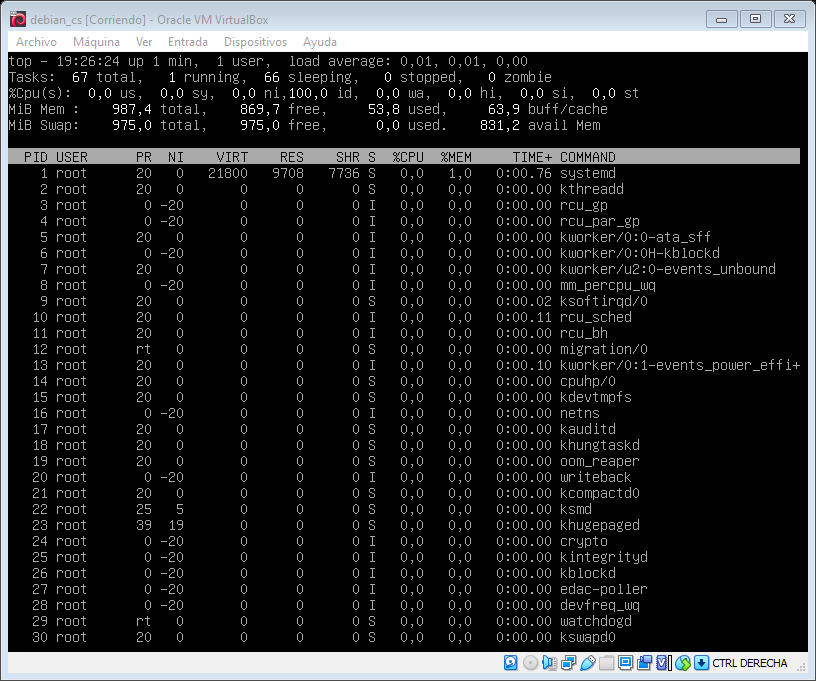 debian_cs [Corriendo] - Oracle VM VirtualBox
Archivo Máquina Ver Entrada Dispositivos Ayuda
top - 19:26:24 up 1 min, 1 user, load average: 0,01, 0,01, 0,00
Tasks: 67 total, 1 running, 66 sleeping, 0 stopped, 0 zombie
%Cpu(s): 0,0 us, 0,0 sy, 0,0 ni,100,0 id, 0,0 wa, 0,0 hi, 0,0 si, 0,0 st
MiB Mem : 987,4 total, 869,7 free, 53,8 used, 63,9 buff/cache
MiB Swap: 975,0 total, 975,0 free, 0,0 used. 831,2 avail Mem
PID USER PR NI VIRT RES SHR S %CPU %MEM TIME+ COMMAND
1 root 20 0 21800 9708 7736 S 0,0 1,0 0:00.76 systemd
2 root 20 0 0 0 0 S 0,0 0,0 0:00.00 kthreadd
3 root 0 -20 0 0 0 I 0,0 0,0 0:00.00 rcu_gp
4 root 0 -20 0 0 0 I 0,0 0,0 0:00.00 rcu_par_gp
5 root 20 0 0 0 0 I 0,0 0,0 0:00.00 kworker/0:0-ata_sff
6 root 0 -20 0 0 0 I 0,0 0,0 0:00.00 kworker/0:0H-kblockd
7 root 20 0 0 0 0 I 0,0 0,0 0:00.00 kworker/u2:0-events_unbound
8 root 0 -20 0 0 0 I 0,0 0,0 0:00.00 mm_percpu_wq
9 root 20 0 0 0 0 S 0,0 0,0 0:00.02 ksoftirqd/0
10 root 20 0 0 0 0 I 0,0 0,0 0:00.11 rcu_sched
11 root 20 0 0 0 0 I 0,0 0,0 0:00.00 rcu_bh
12 root rt 0 0 0 0 S 0,0 0,0 0:00.00 migration/0
13 root 20 0 0 0 0 I 0,0 0,0 0:00.10 kworker/0:1-events_power_effi+
14 root 20 0 0 0 0 S 0,0 0,0 0:00.00 cpuhp/0
15 root 20 0 0 0 0 S 0,0 0,0 0:00.00 kdevtmpfs
16 root 0 -20 0 0 0 I 0,0 0,0 0:00.00 netns
17 root 20 0 0 0 0 S 0,0 0,0 0:00.00 kauditd
18 root 20 0 0 0 0 S 0,0 0,0 0:00.00 khungtaskd
19 root 20 0 0 0 0 S 0,0 0,0 0:00.00 oom_reaper
20 root 0 -20 0 0 0 I 0,0 0,0 0:00.00 writeback
21 root 20 0 0 0 0 S 0,0 0,0 0:00.00 kcompactd0
22 root 25 5 0 0 0 S 0,0 0,0 0:00.00 ksmd
23 root 39 19 0 0 0 S 0,0 0,0 0:00.00 khugepaged
24 root 0 -20 0 0 0 I 0,0 0,0 0:00.00 crypto
25 root 0 -20 0 0 0 I 0,0 0,0 0:00.00 kintegrityd
26 root 0 -20 0 0 0 I 0,0 0,0 0:00.00 kblockd
27 root 0 -20 0 0 0 I 0,0 0,0 0:00.00 edac-poller
28 root 0 -20 0 0 0 I 0,0 0,0 0:00.00 devfreq_wq
29 root rt 0 0 0 0 S 0,0 0,0 0:00.00 watchdogd
30 root 20 0 0 0 0 S 0,0 0,0 0:00.00 kswapd0
CTRL DERECHA